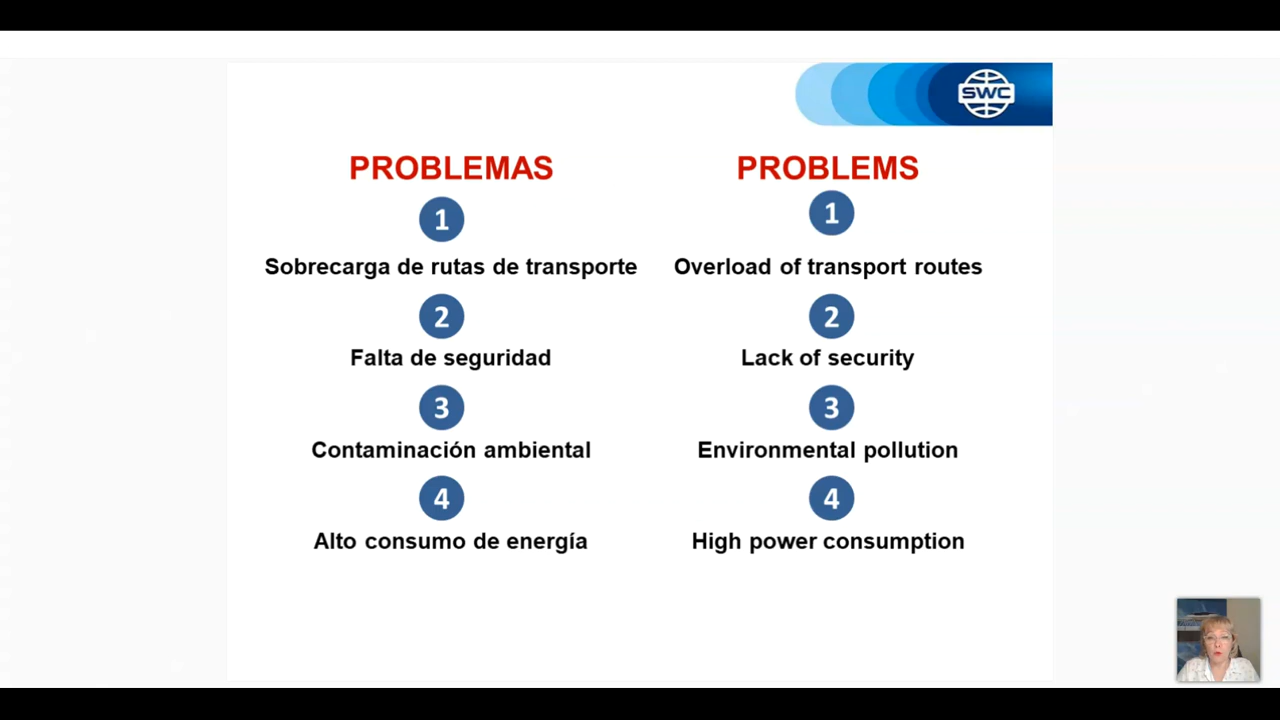 SWC
PROBLEMAS
1
Sobrecarga de rutas de transporte
2
Falta de seguridad
3
Contaminación ambiental
4
Alto consumo de energía
PROBLEMS
1
Overload of transport routes
2
Lack of security
3
Environmental pollution
4
High power consumption